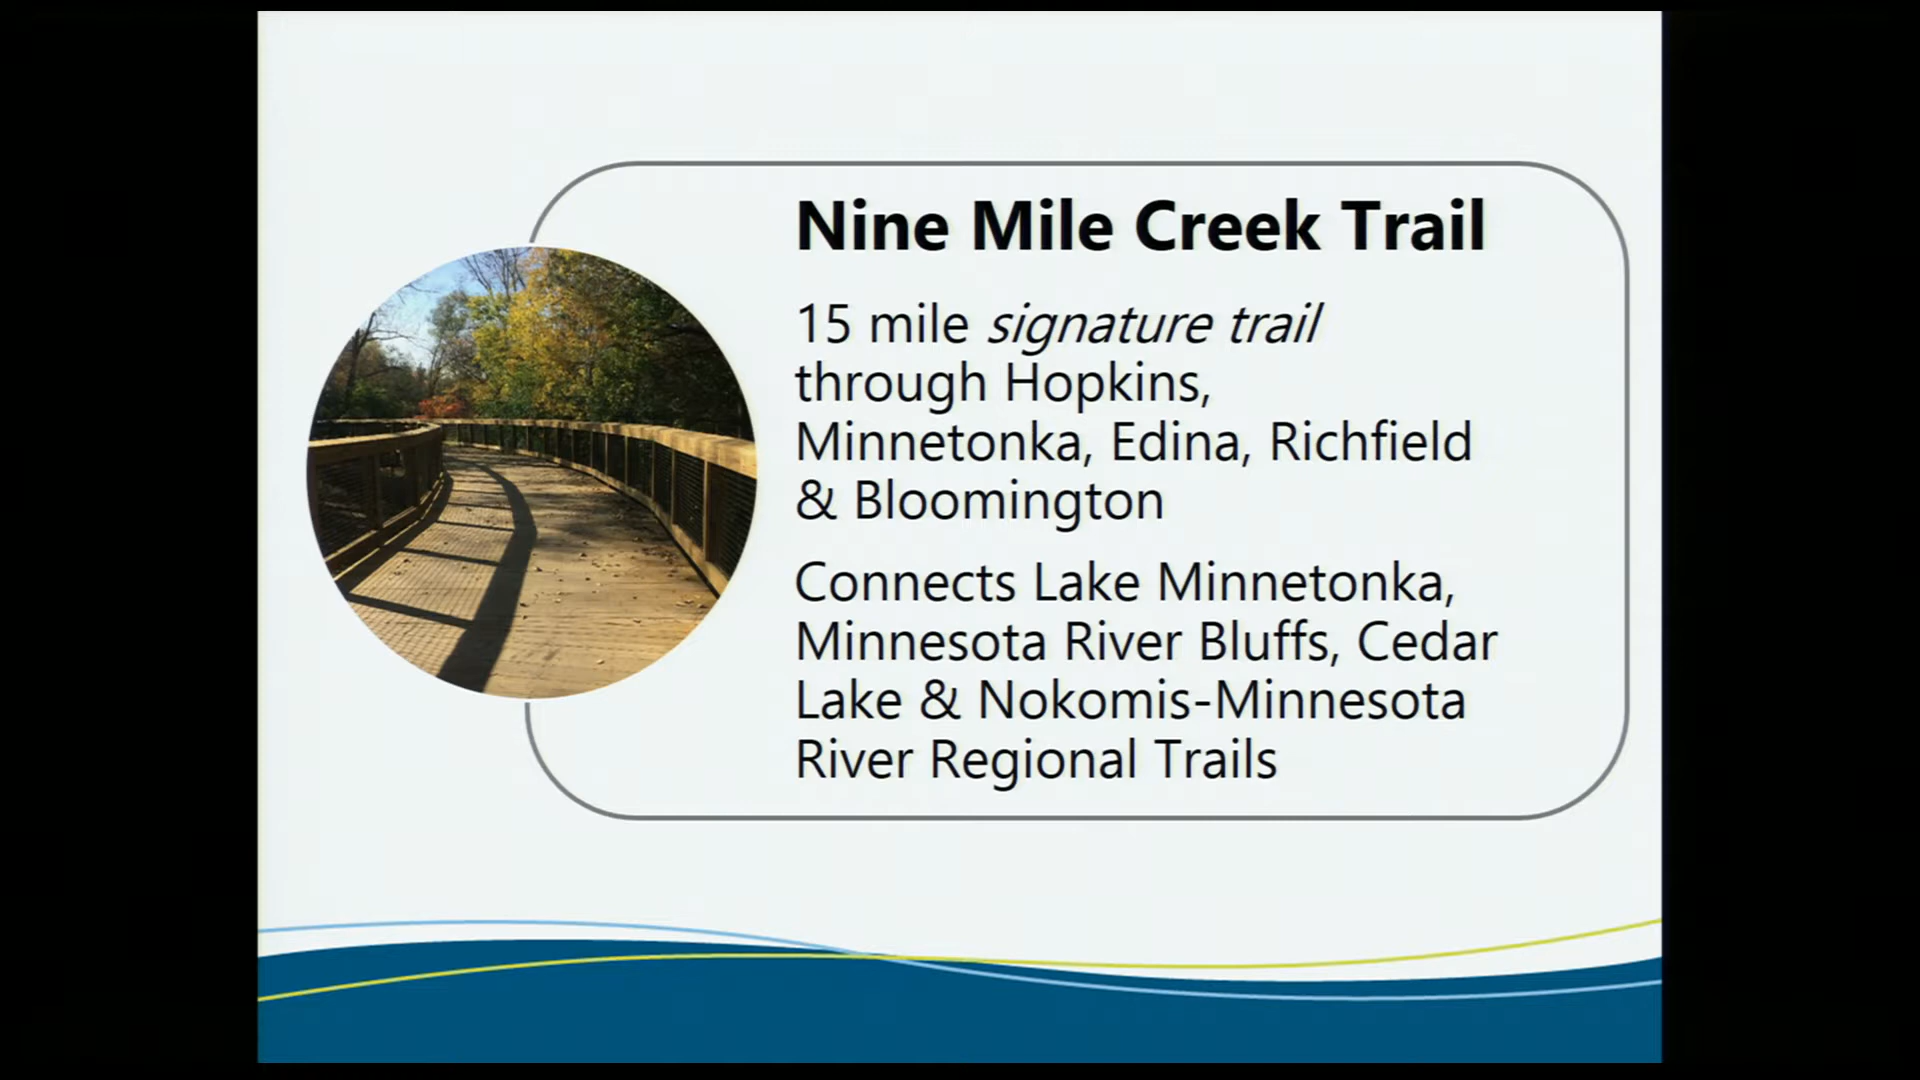 Nine Mile Creek Trail
15 mile signature trail
through Hopkins,
Minnetonka, Edina, Richfield
& Bloomington
Connects Lake Minnetonka,
Minnesota River Bluffs, Cedar
Lake & Nokomis-Minnesota
River Regional Trails